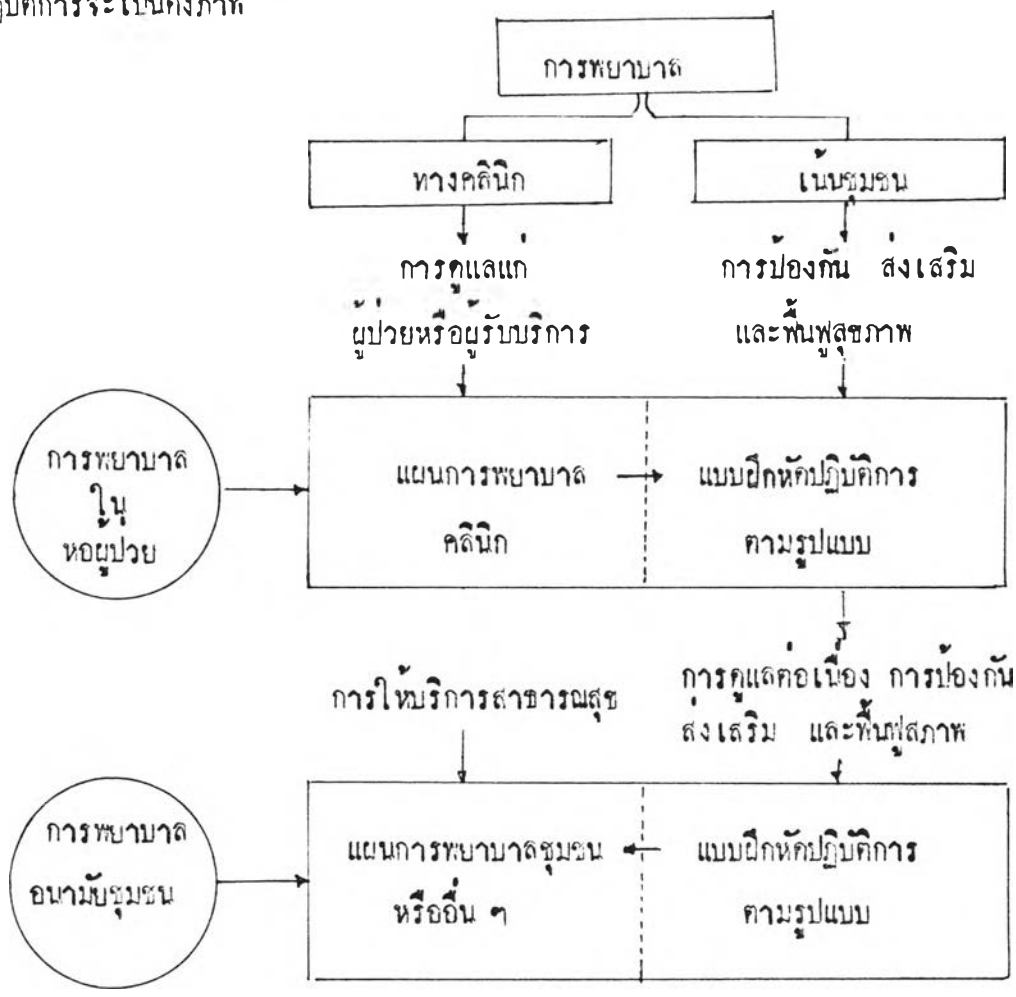 การพยาบาล
ทางคลินิก
เน้นชุมชน
การดูแลแก่
ผู้ป่วยหรือผู้รับบริการ
การป้องกัน ส่งเสริม
และฟื้นฟูสุขภาพ
การพยาบาล
ใน
หอผู้ป่วย
แผนการพยาบาล
คลินิก
แบบฝึกหัดปฏิบัติการ
ตามรูปแบบ
การให้บริการสาธารณสุข
การดูแลต่อเนื่อง การป้องกัน
ส่งเสริม และฟื้นฟูสภาพ
การพยาบาล
อนามัยชุมชน
แผนการพยาบาลชุมชน
หรืออื่น ๆ
แบบฝึกหัดปฏิบัติการ
ตามรูปแบบ